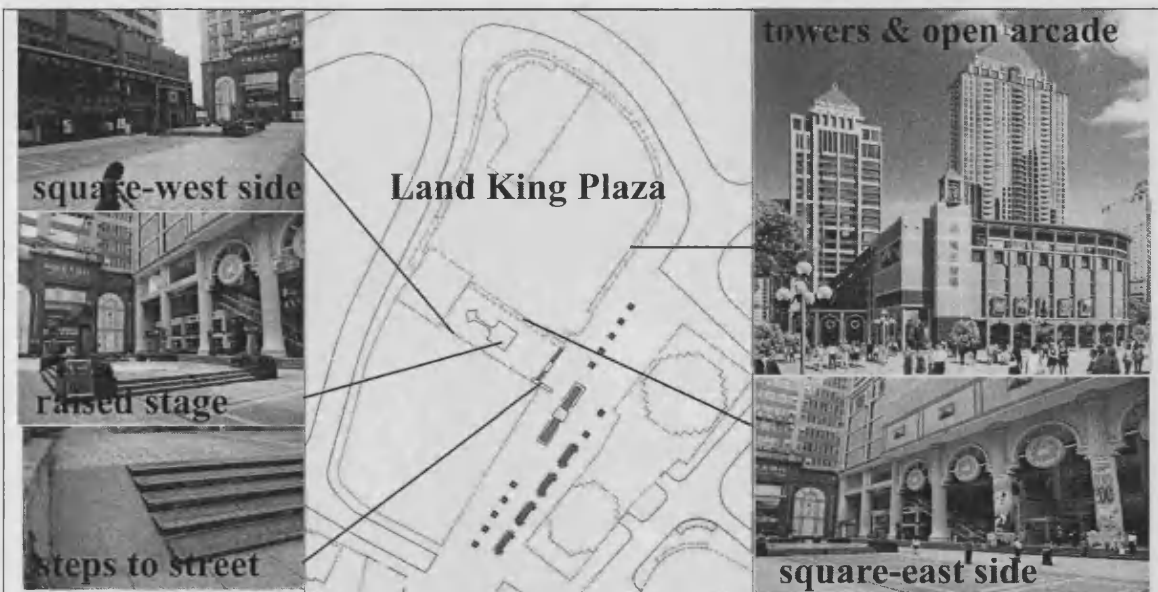 towers & open arcade
square-west side
Land King Plaza
raised stage
steps to street
square-east side